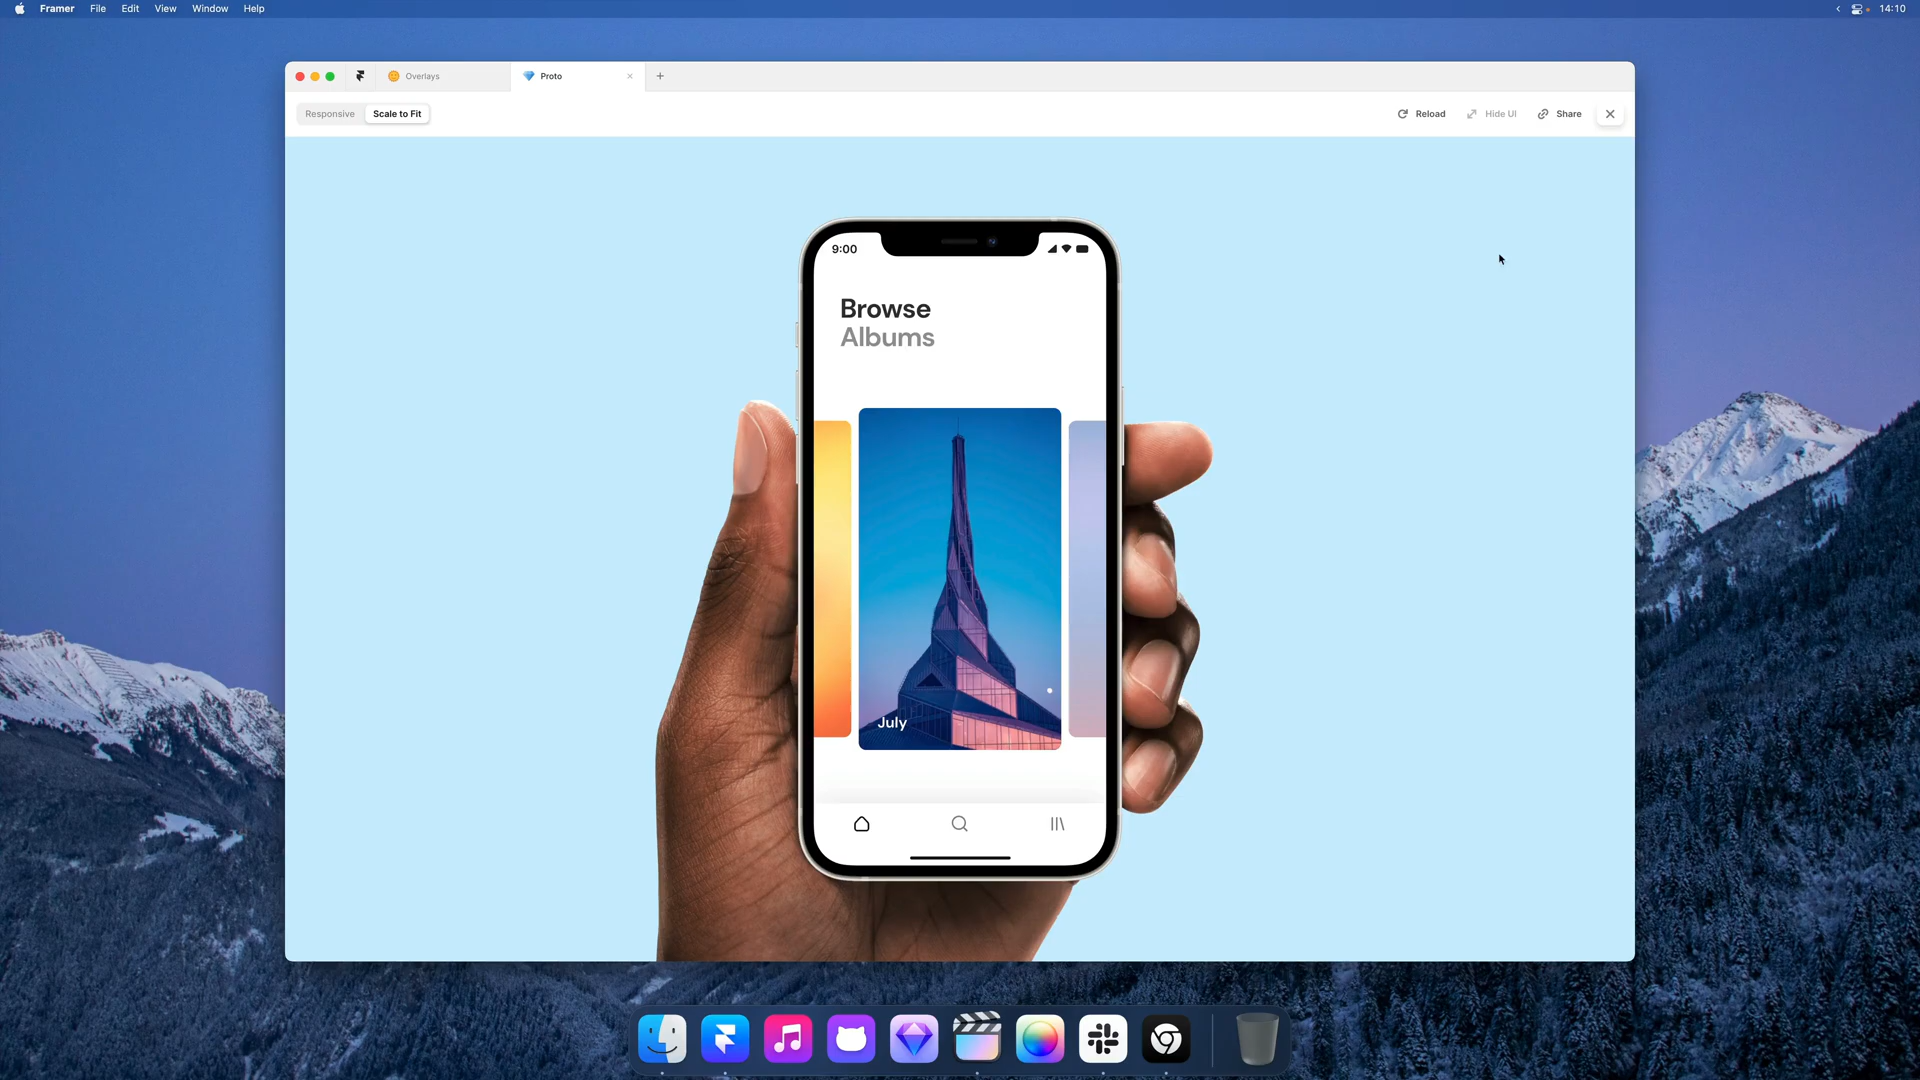 Framer File Edit View Window Help
14:10
Overlays
Proto
Responsive
Scale to Fit
Reload
Hide UI
Share
9:00
Browse
Albums
July